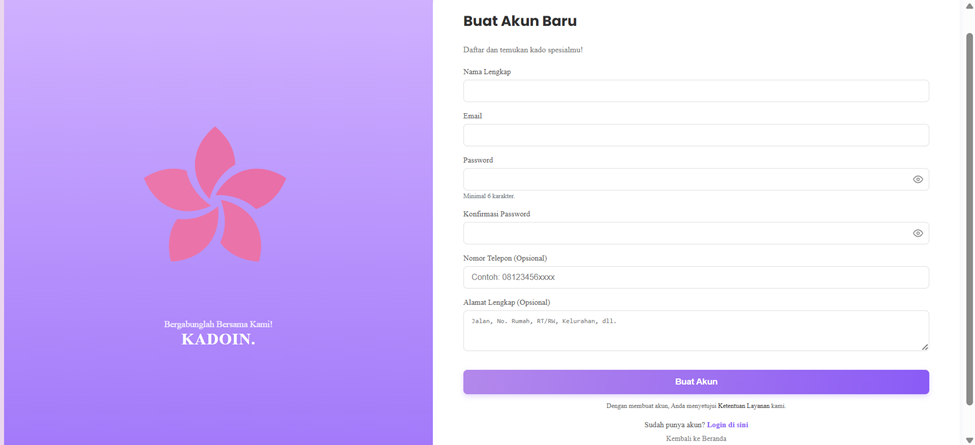 Buat Akun Baru
Daftar dan temukan kado spesialmu!
Nama Lengkap
Email
Password
Minimal 6 karakter.
Konfirmasi Password
Nomor Telepon (Opsional)
Contoh: 08123456xxxx
Alamat Lengkap (Opsional)
Jalan, No. Rumah, RT/RW, Kelurahan, dll.
Buat Akun
Dengan membuat akun, Anda menyetujui Ketentuan Layanan kami.
Sudah punya akun? Login di sini
Kembali ke Beranda
Bergabunglah Bersama Kami!
KADOIN.